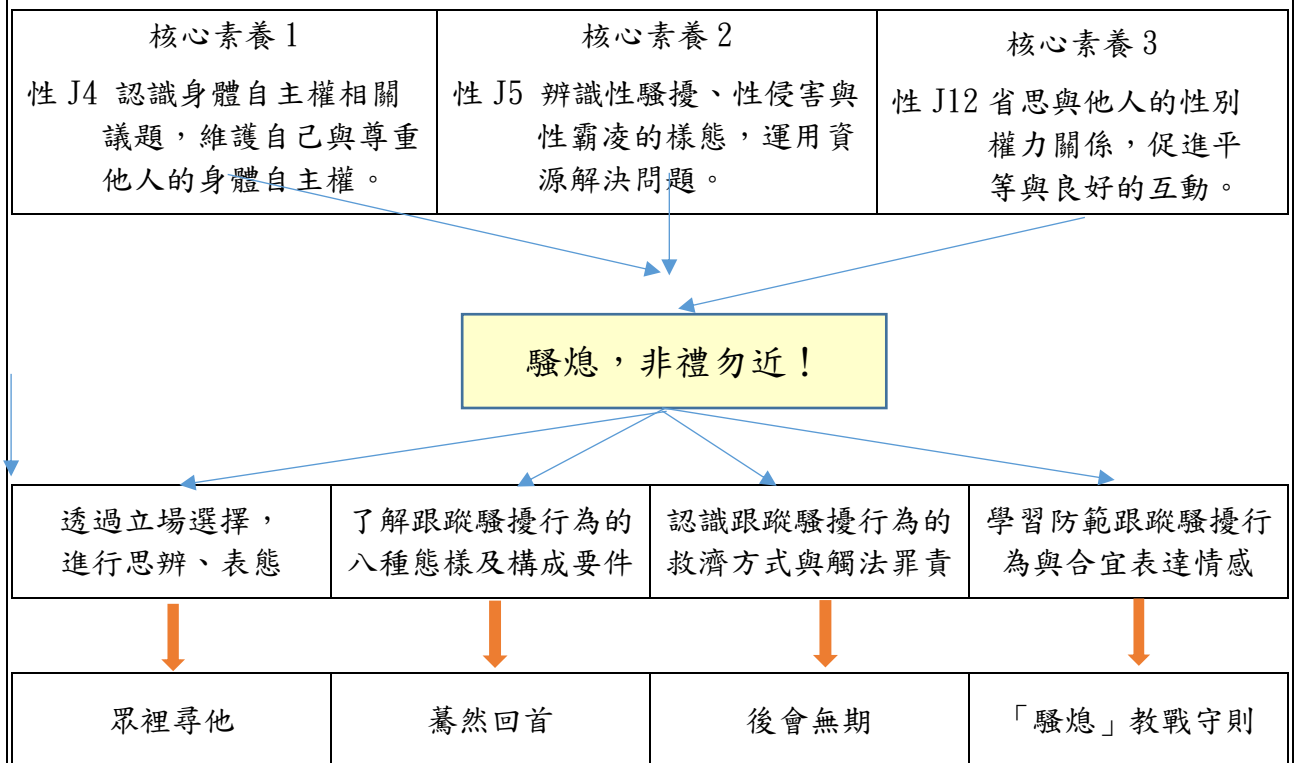 核心素養1
性 J4 認識身體自主權相關
議題，維護自己與尊重
他人的身體自主權。
核心素養2
性 J5 辨識性騷擾、性侵害與
性霸凌的樣態，運用資
源解決問題。
核心素養3
性 J12 省思與他人的性別
權力關係，促進平
等與良好的互動。
騷熄，非禮勿近！
透過立場選擇，
進行思辨、表態
了解跟蹤騷擾行為的
八種態樣及構成要件
認識跟蹤騷擾行為的
救濟方式與觸法罪責
學習防範跟蹤騷擾行
為與合宜表達情感
眾裡尋他
驀然回首
後會無期
「騷熄」教戰守則